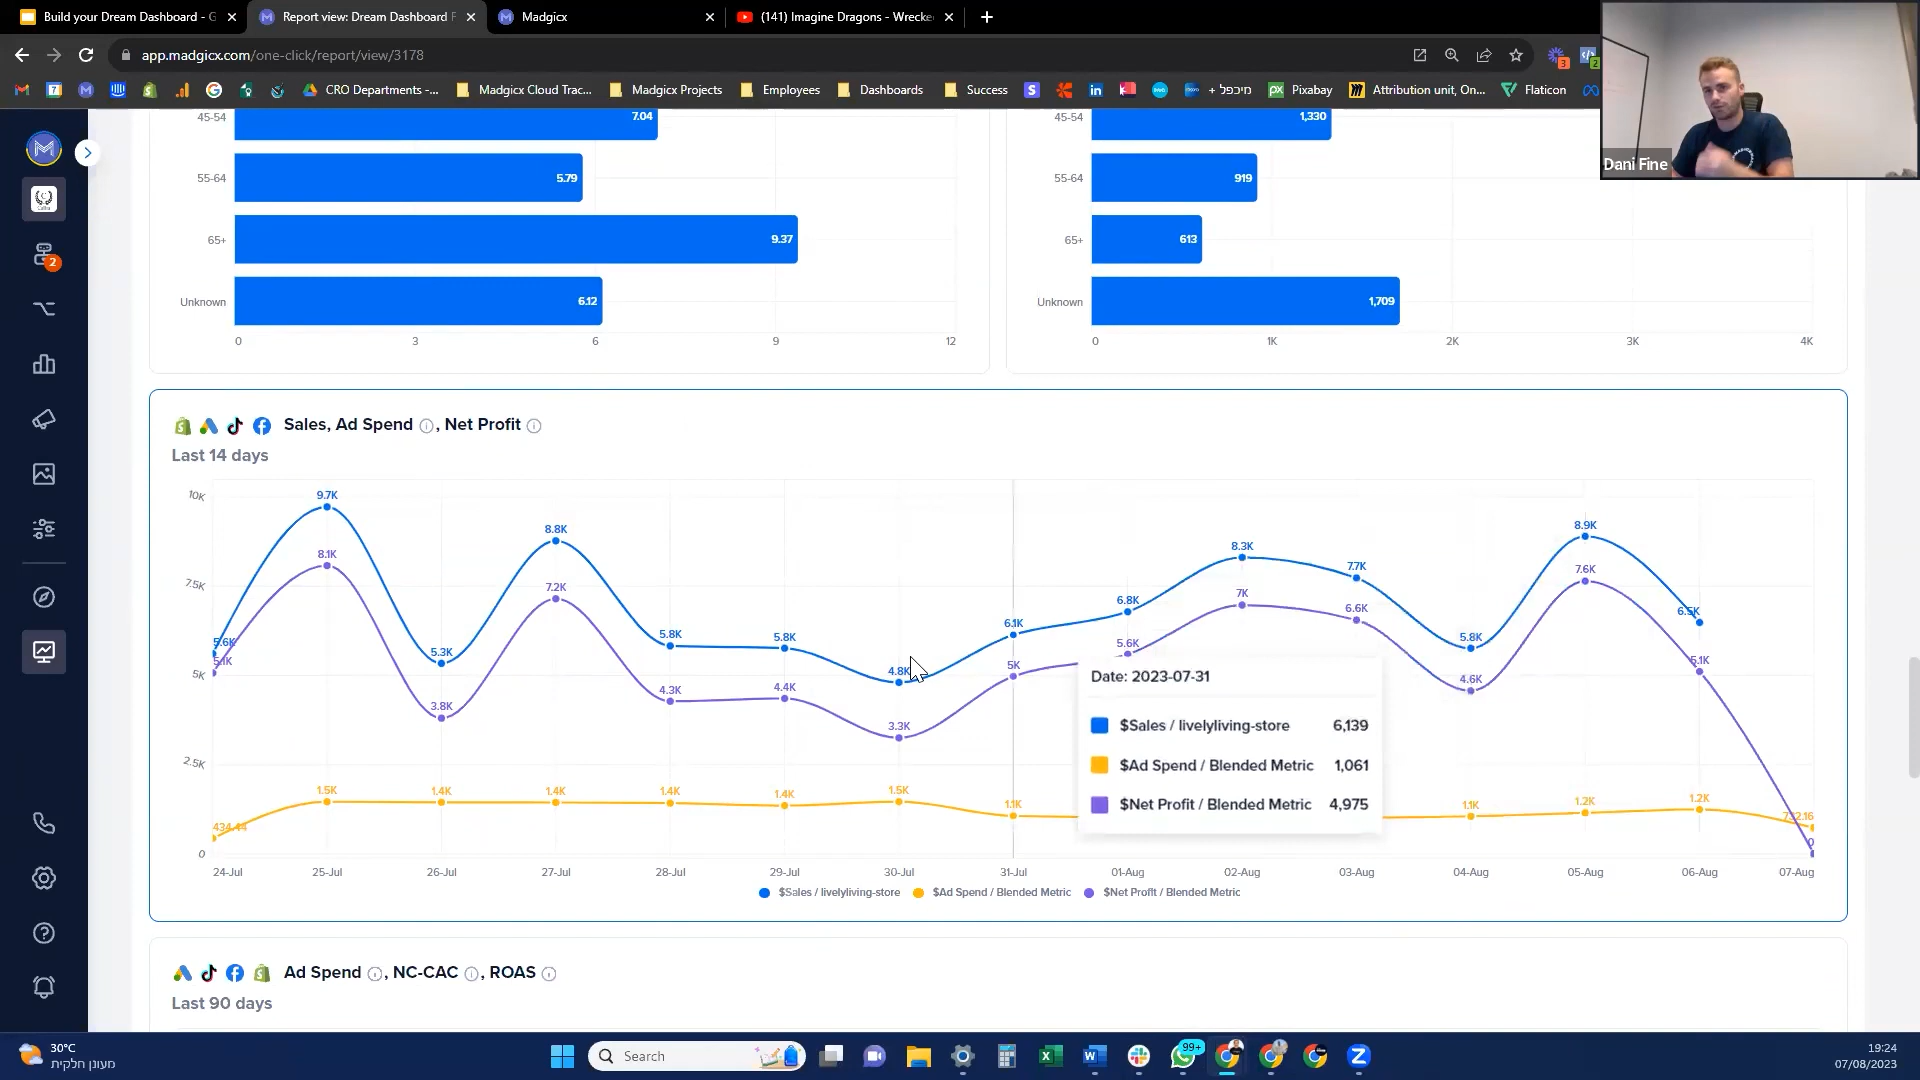 Build your Dream Dashboard - G
Report view: Dream Dashboard F
Madgicx
(141) Imagine Dragons - Wrecke
app.madgicx.com/one-click/report/view/3178
3
2
7
CRO Departments -...
Madgicx Cloud Trac...
Madgicx Projects
Employees
Dashboards
Success
S
in
מיכפל +
px Pixabay
Attribution unit, On...
Flaticon
Dani Fine
2
45-54
7.04
55-64
5.79
65+
9.37
Unknown
6.12
0 3 6 9 12
45-54
1,330
55-64
919
65+
613
Unknown
1,709
0 1K 2K 3K 4K
Sales, Ad Spend, Net Profit
Last 14 days
10K
7.5K
5K
2.5K
0
5.6K 9.7K 5.3K 8.8K 5.8K 5.8K 4.8K 6.1K 6.8K 8.3K 7.7K 5.8K 8.9K 6.5K
5.1K 8.1K 3.8K 7.2K 4.3K 4.4K 3.3K 5K 5.6K 7K 6.6K 4.6K 7.6K 5.1K 0
434.44 1.5K 1.4K 1.4K 1.4K 1.4K 1.5K 1.1K 1.1K 1.2K 1.2K
Date: 2023-07-31
$Sales / livelyliving-store 6,139
$Ad Spend / Blended Metric 1,061
$Net Profit / Blended Metric 4,975
24-Jul 25-Jul 26-Jul 27-Jul 28-Jul 29-Jul 30-Jul 31-Jul 01-Aug 02-Aug 03-Aug 04-Aug 05-Aug 06-Aug 07-Aug
$Sales / livelyliving-store $Ad Spend / Blended Metric $Net Profit / Blended Metric
Ad Spend, NC-CAC, ROAS
Last 90 days
30°C
מעונן חלקית
Search
99+
19:24
07/08/2023